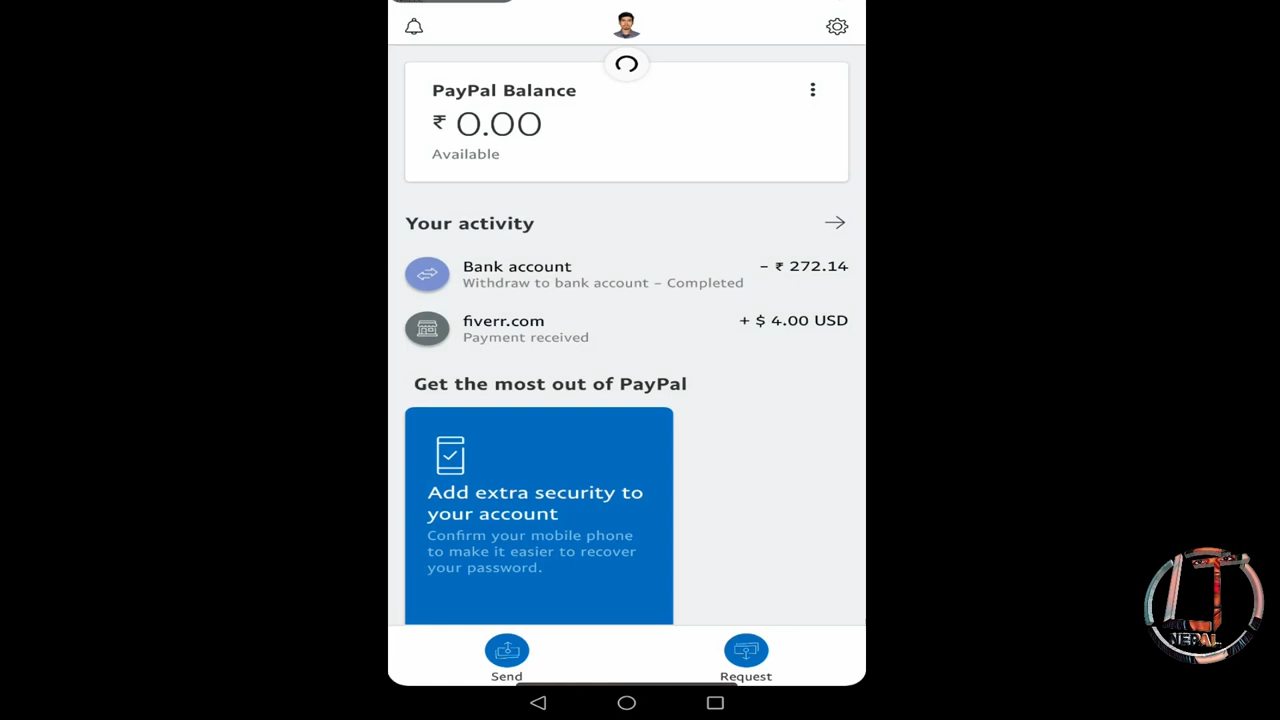 PayPal Balance
₹ 0.00
Available
Your activity
Bank account
- ₹ 272.14
Withdraw to bank account - Completed
fiverr.com
+ $ 4.00 USD
Payment received
Get the most out of PayPal
Add extra security to
your account
Confirm your mobile phone
to make it easier to recover
your password.
Send
Request
NEPAL